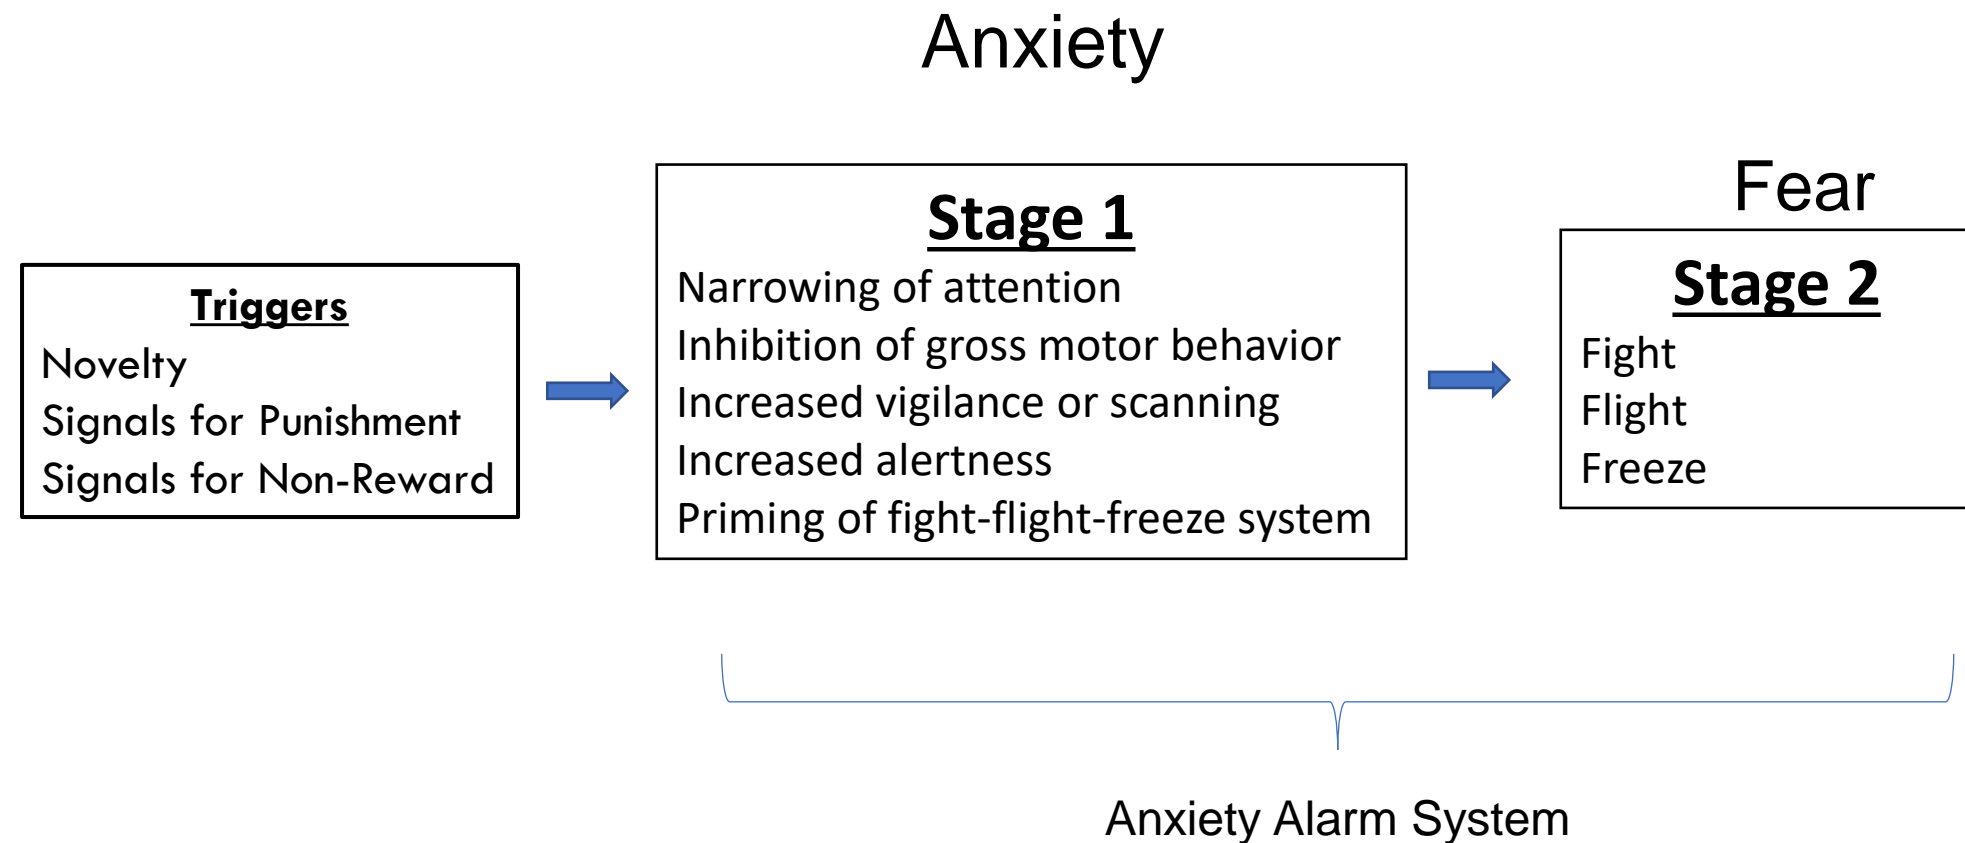 Anxiety
Triggers
Novelty
Signals for Punishment
Signals for Non-Reward
Stage 1
Narrowing of attention
Inhibition of gross motor behavior
Increased vigilance or scanning
Increased alertness
Priming of fight-flight-freeze system
Fear
Stage 2
Fight
Flight
Freeze
Anxiety Alarm System